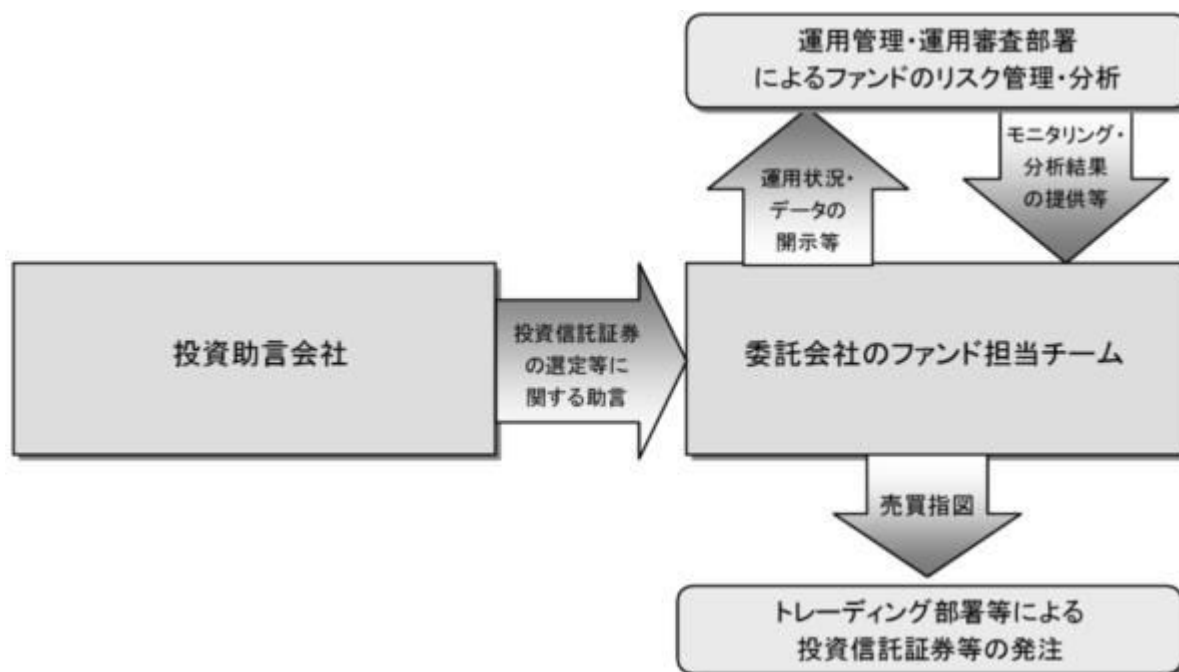 運用管理・運用審査部署
によるファンドのリスク管理・分析
運用状況・
データの
開示等
モニタリング・
分析結果
の提供等
投資助言会社
投資信託証券
の選定等に
関する助言
委託会社のファンド担当チーム
売買指図
トレーディング部署等による
投資信託証券等の発注